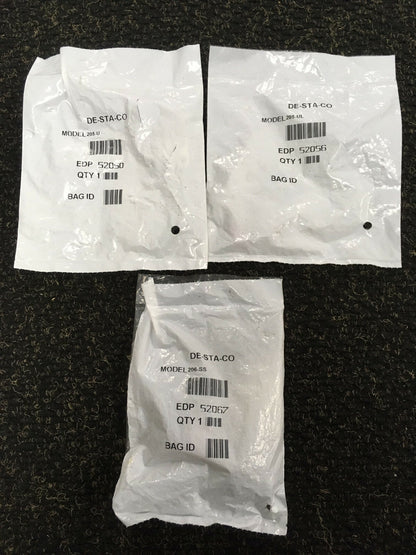 DE-STA-CO
MODEL 205-U
EDP 52050
QTY 1
BAG ID
DE-STA-CO
MODEL 205-UL
EDP 52056
QTY 1
BAG ID
DE-STA-CO
MODEL 206-SS
EDP 52067
QTY 1
BAG ID